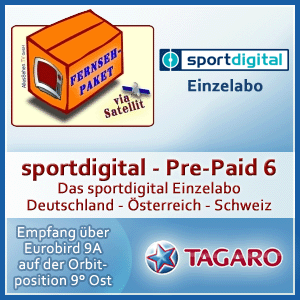 FERNSEH-
PAKET
via
Satellit
sportdigital
Einzelabo
sportdigital - Pre-Paid 6
Das sportdigital Einzelabo
Deutschland - Österreich - Schweiz
Empfang über
Eurobird 9A
auf der Orbit-
position 9° Ost
TAGARO